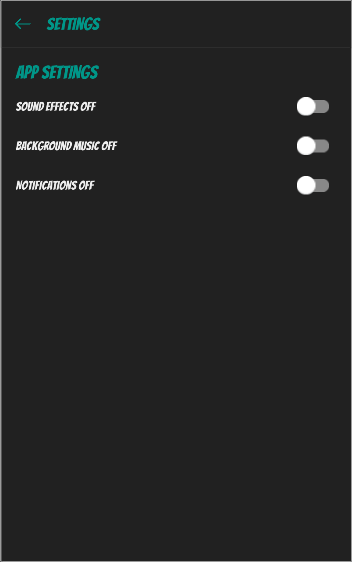 SETTINGS
APP SETTINGS
SOUND EFFECTS OFF
BACKGROUND MUSIC OFF
NOTIFICATIONS OFF